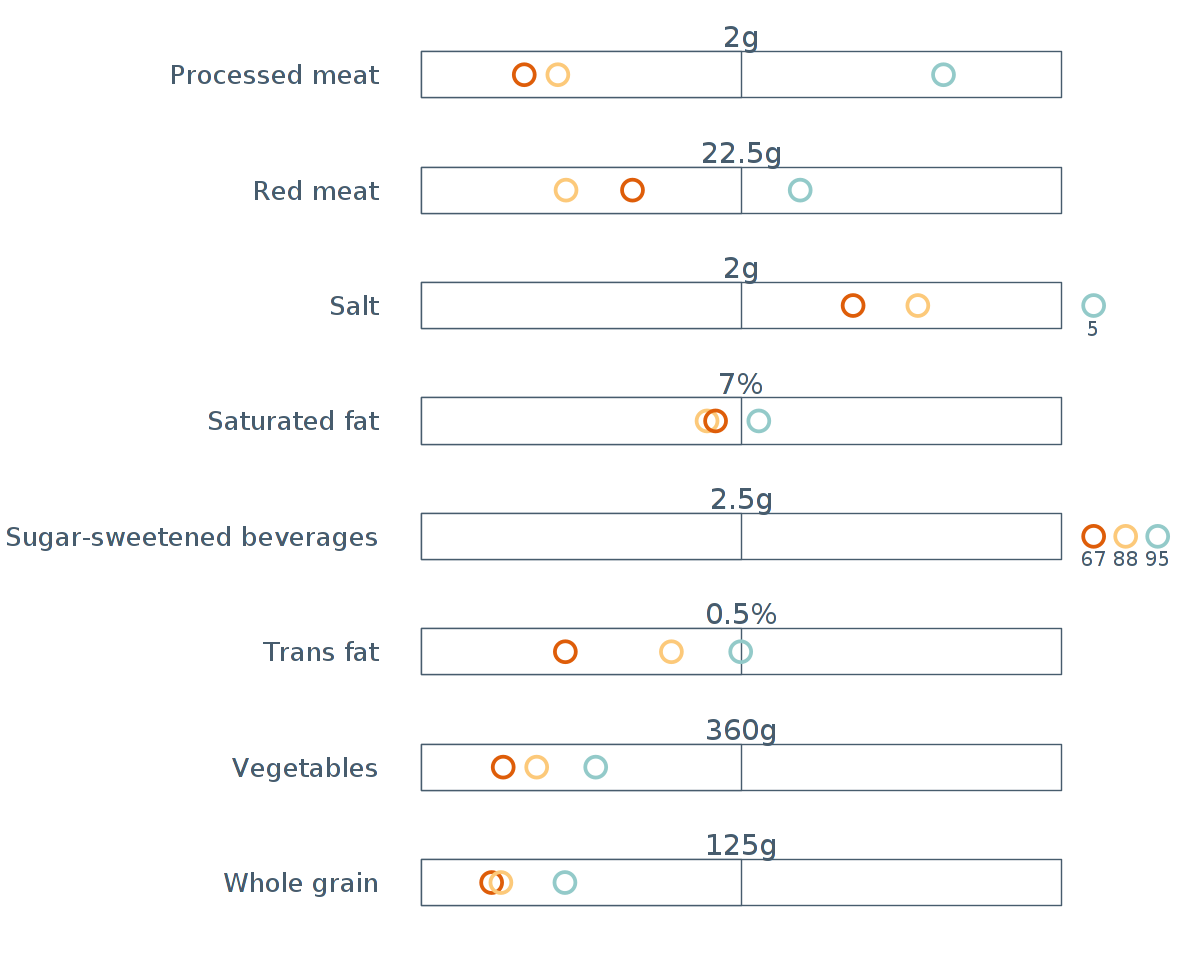 2g
Processed meat
22.5g
Red meat
2g
Salt
5
7%
Saturated fat
2.5g
Sugar-sweetened beverages
67 88 95
0.5%
Trans fat
360g
Vegetables
125g
Whole grain